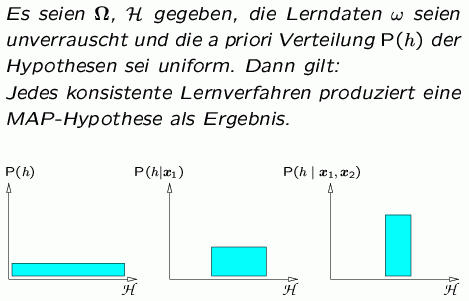 Es seien Ω, ℋ gegeben, die Lerndaten ω seien
unverrauscht und die a priori Verteilung P(h) der
Hypothesen sei uniform. Dann gilt:
Jedes konsistente Lernverfahren produziert eine
MAP-Hypothese als Ergebnis.
P(h) P(h|x₁) P(h | x₁, x₂)
ℋ ℋ ℋ